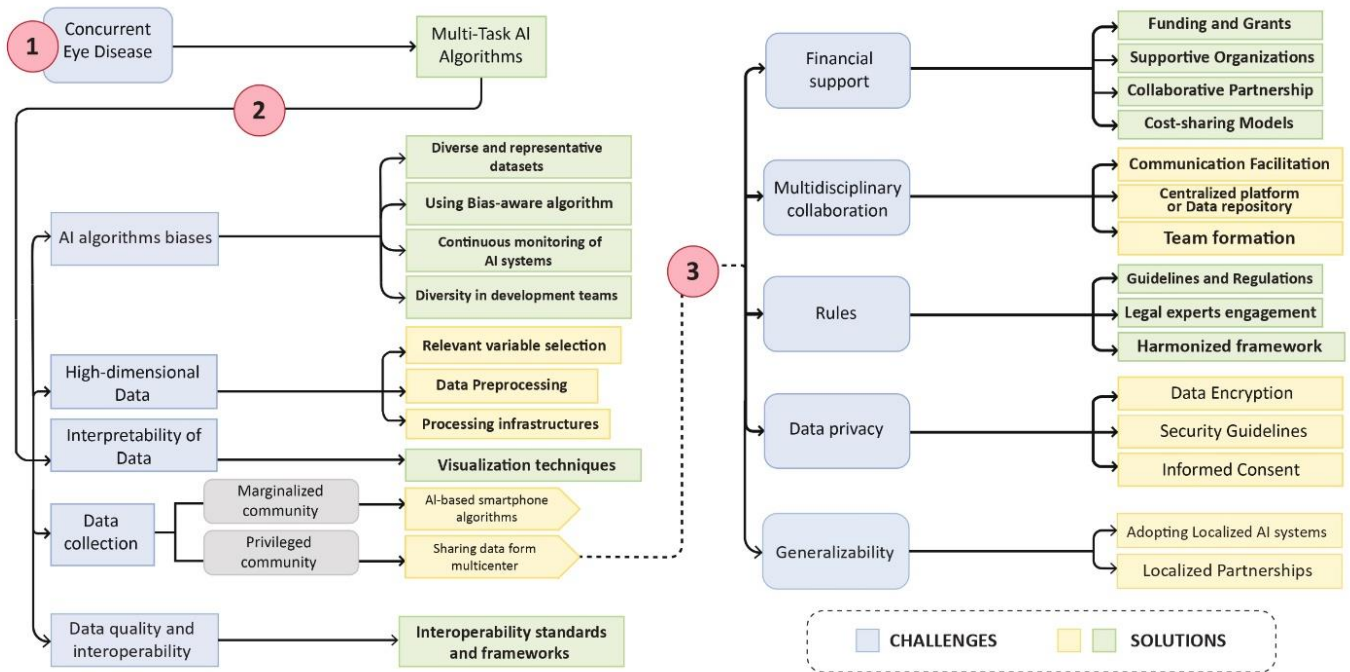 1
Concurrent
Eye Disease
Multi-Task AI
Algorithms
2
AI algorithms biases
Diverse and representative
datasets
Using Bias-aware algorithm
Continuous monitoring of
AI systems
Diversity in development teams
High-dimensional
Data
Relevant variable selection
Data Preprocessing
Processing infrastructures
Interpretability of
Data
Visualization techniques
Data
collection
Marginalized
community
AI-based smartphone
algorithms
Privileged
community
Sharing data form
multicenter
Data quality and
interoperability
Interoperability standards
and frameworks
3
Financial
support
Funding and Grants
Supportive Organizations
Collaborative Partnership
Cost-sharing Models
Multidisciplinary
collaboration
Communication Facilitation
Centralized platform
or Data repository
Team formation
Rules
Guidelines and Regulations
Legal experts engagement
Harmonized framework
Data privacy
Data Encryption
Security Guidelines
Informed Consent
Generalizability
Adopting Localized AI systems
Localized Partnerships
CHALLENGES
SOLUTIONS